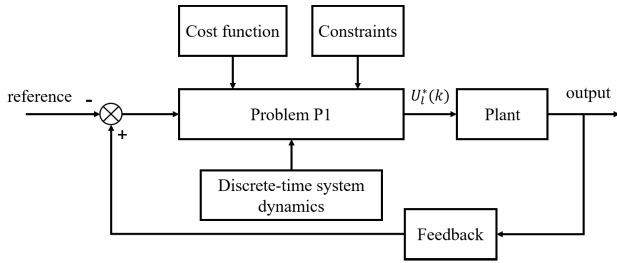 Cost function
Constraints
reference
-
+
Problem P1
$U_l^*(k)$
Plant
output
Discrete-time system
dynamics
Feedback